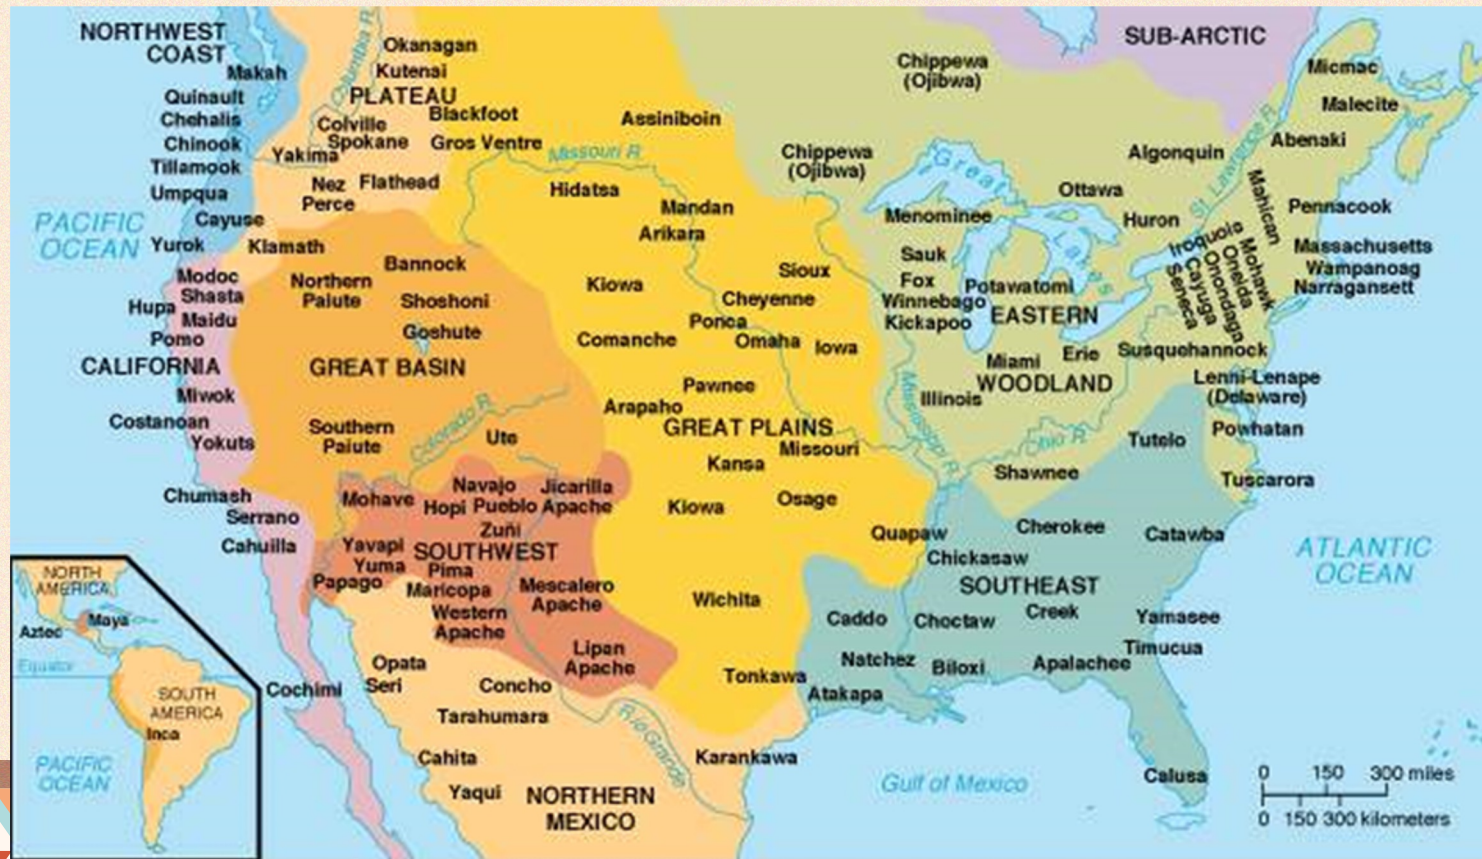 NORTHWEST
COAST
Makah
Quinault
Chehalis
Chinook
Tillamook
Umpqua
Cayuse
Yurok
PACIFIC
OCEAN
Columbia R.
Okanagan
Kutenai
PLATEAU
Colville
Spokane
Yakima
Nez
Perce
Flathead
Klamath
Blackfoot
Gros Ventre
Assiniboin
Missouri R.
Hidatsa
Mandan
Arikara
Kiowa
Sioux
Cheyenne
Ponca
Omaha
Iowa
Comanche
Pawnee
Arapaho
GREAT PLAINS
Missouri
Kansa
Kiowa
Osage
Quapaw
Wichita
Tonkawa
Modoc
Shasta
Hupa
Maidu
Pomo
CALIFORNIA
Miwok
Costanoan
Yokuts
Chumash
Serrano
Cahuilla
Cochimi
Northern
Paiute
Bannock
Shoshoni
Goshute
GREAT BASIN
Southern
Paiute
Colorado R.
Ute
Mohave
Navajo
Hopi
Pueblo
Jicarilla
Apache
Zuñi
Yavapi
SOUTHWEST
Yuma
Pima
Papago
Maricopa
Western
Apache
Mescalero
Apache
Lipan
Apache
Opata
Seri
Concho
Tarahumara
Cahita
Yaqui
NORTHERN
MEXICO
Rio Grande
Karankawa
SUB-ARCTIC
Chippewa
(Ojibwa)
Chippewa
(Ojibwa)
Great
Lakes
Menominee
Sauk
Fox
Winnebago
Kickapoo
Potawatomi
EASTERN
WOODLAND
Miami
Erie
Illinois
Mississippi R.
Ohio R.
Shawnee
Algonquin
Ottawa
Huron
St. Lawrence R.
Micmac
Malecite
Abenaki
Mahican
Pennacook
Massachusetts
Wampanoag
Narragansett
Iroquois
Mohawk
Oneida
Onondaga
Cayuga
Seneca
Susquehannock
Lenni-Lenape
(Delaware)
Powhatan
Tutelo
Tuscarora
Cherokee
Catawba
Chickasaw
SOUTHEAST
Caddo
Choctaw
Creek
Yamasee
Timucua
Natchez
Biloxi
Apalachee
Atakapa
Calusa
Gulf of Mexico
ATLANTIC
OCEAN
0 150 300 miles
0 150 300 kilometers
NORTH
AMERICA
Maya
Aztec
Equator
SOUTH
AMERICA
Inca
PACIFIC
OCEAN